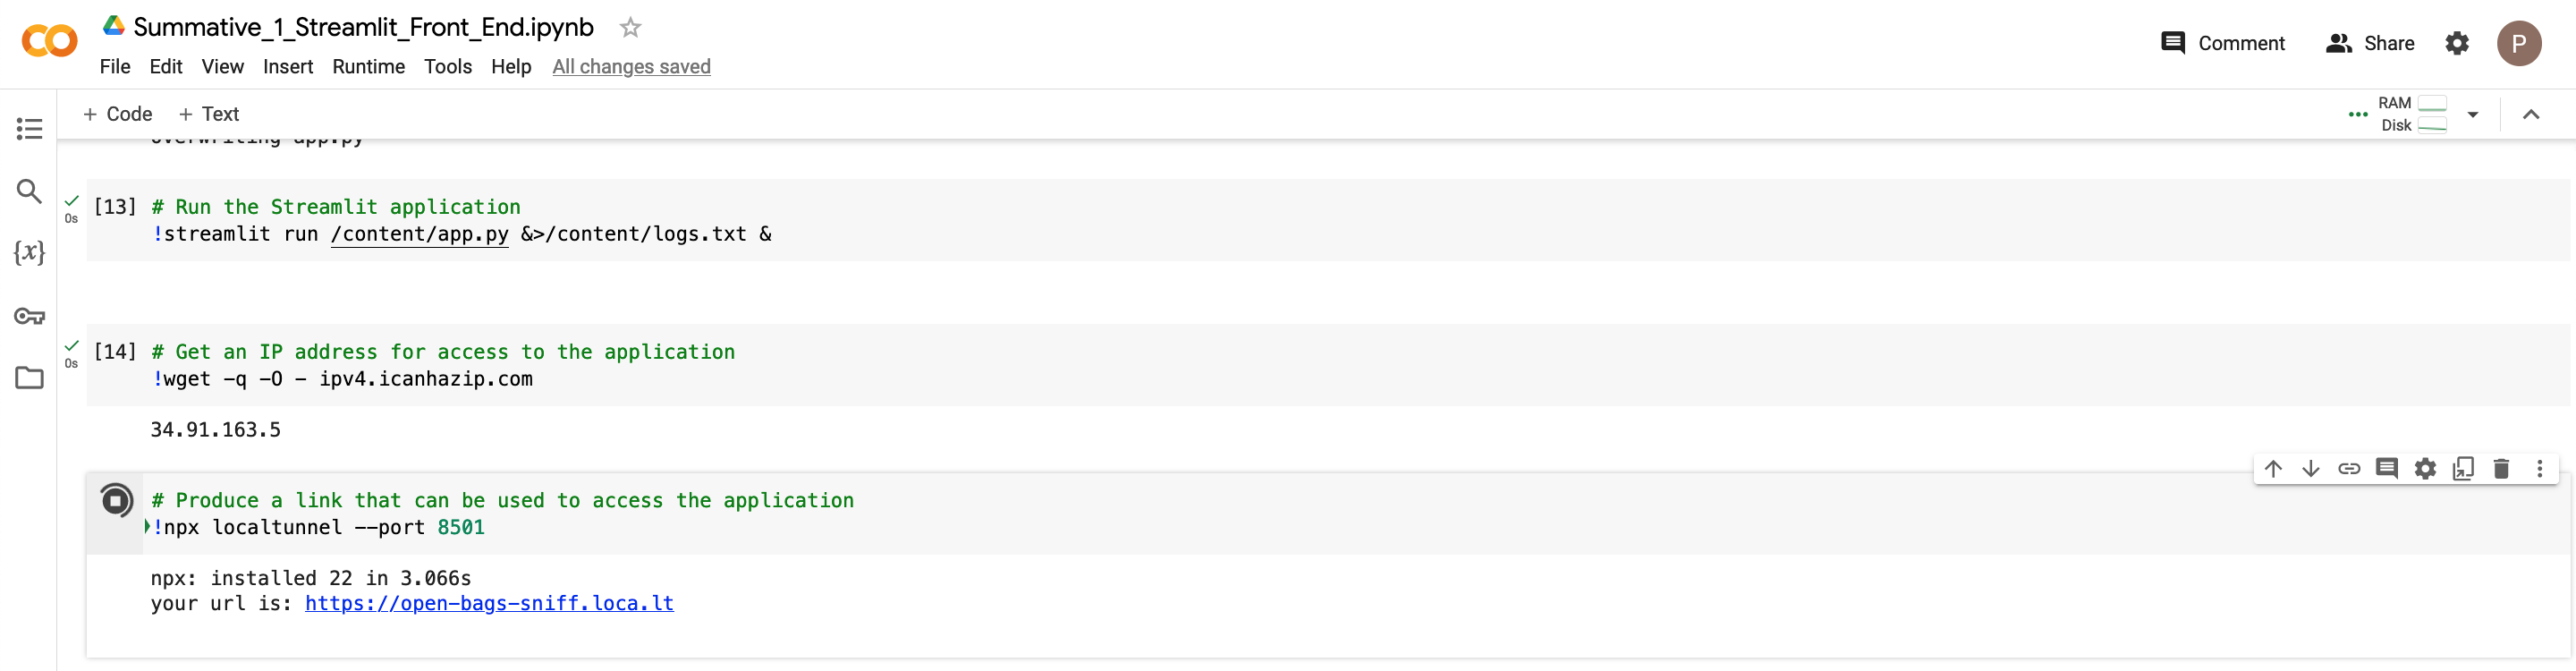 Summative_1_Streamlit_Front_End.ipynb
File Edit View Insert Runtime Tools Help All changes saved
Comment Share P
+ Code + Text
RAM
Disk
overwriting app.py
0s
[13] # Run the Streamlit application
!streamlit run /content/app.py &>/content/logs.txt &
{x}
0s
[14] # Get an IP address for access to the application
!wget -q -O - ipv4.icanhazip.com
34.91.163.5
# Produce a link that can be used to access the application
!npx localtunnel --port 8501
npx: installed 22 in 3.066s
your url is: https://open-bags-sniff.loca.lt